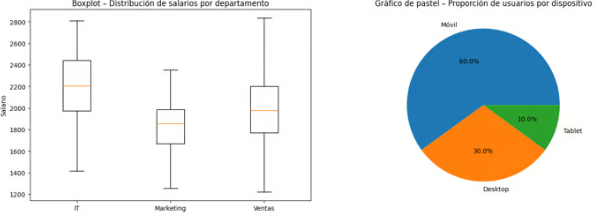 Boxplot – Distribución de salarios por departamento
2800
2600
2400
2200
2000
1800
1600
1400
1200
Salario
IT Marketing Ventas
Gráfico de pastel – Proporción de usuarios por dispositivo
Móvil
60.0%
10.0%
Tablet
30.0%
Desktop